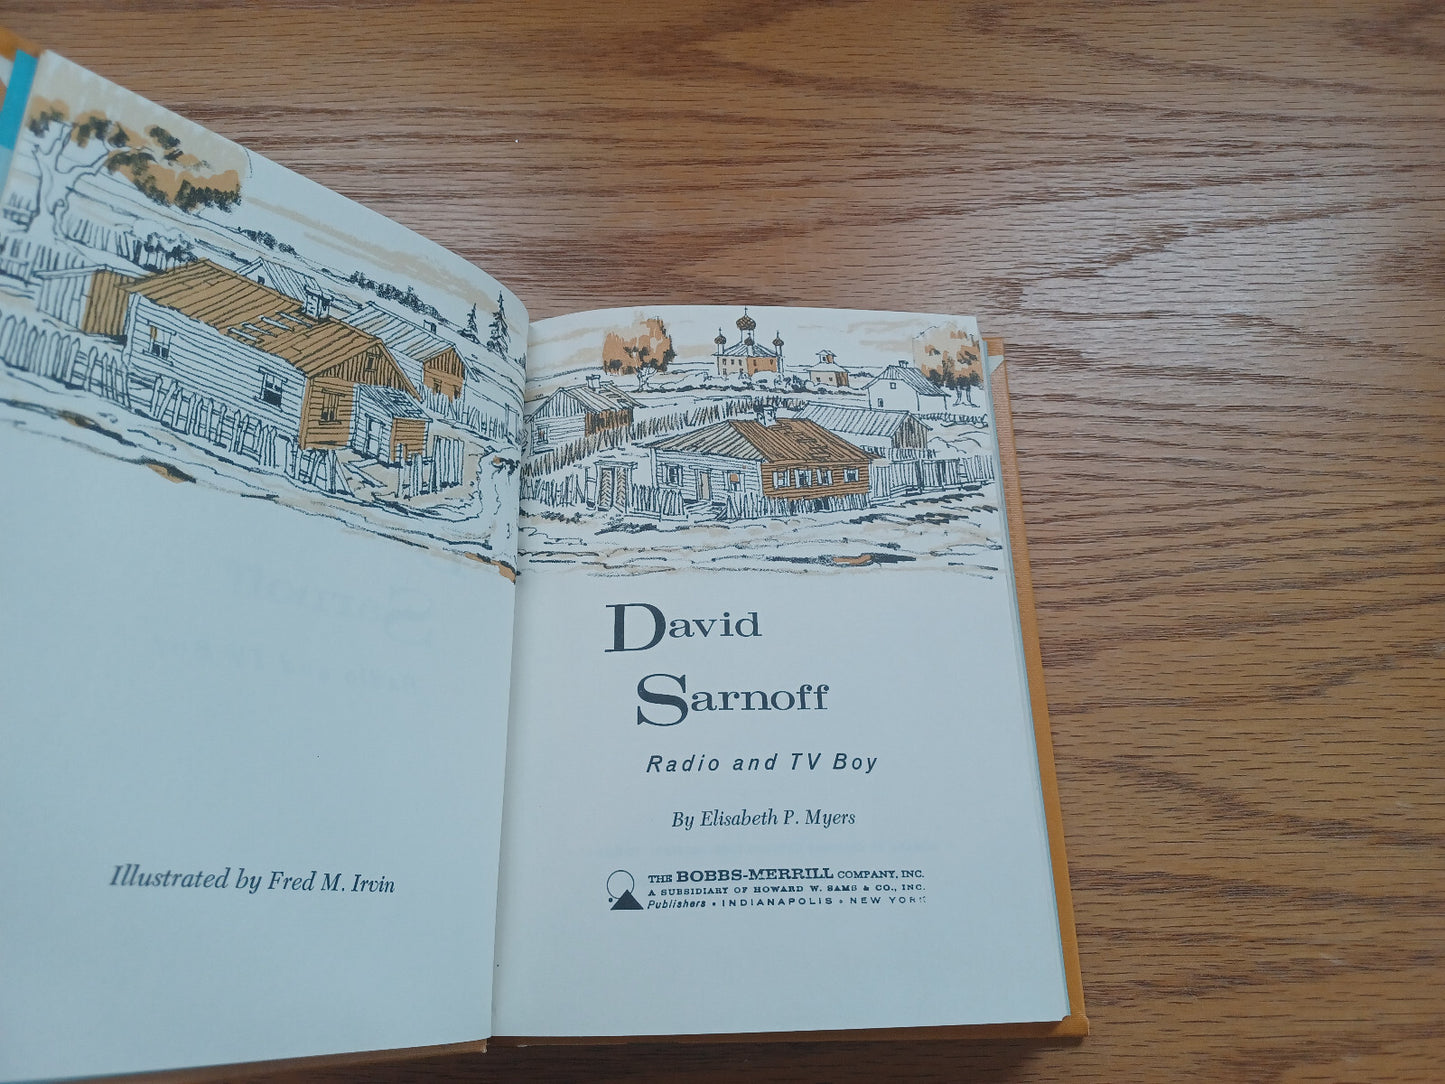 Illustrated by Fred M. Irvin
David
Sarnoff
Radio and TV Boy
By Elisabeth P. Myers
THE BOBBS-MERRILL COMPANY, INC.
A SUBSIDIARY OF HOWARD W. SAMS & CO., INC.
Publishers • INDIANAPOLIS • NEW YORK